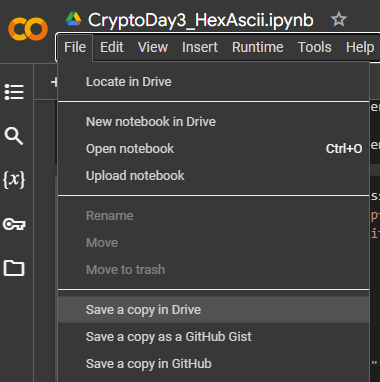 CryptoDay3_HexAscii.ipynb
File Edit View Insert Runtime Tools Help
Locate in Drive
New notebook in Drive
Open notebook Ctrl+O
Upload notebook
Rename
Move
Move to trash
Save a copy in Drive
Save a copy as a GitHub Gist
Save a copy in GitHub
{x}